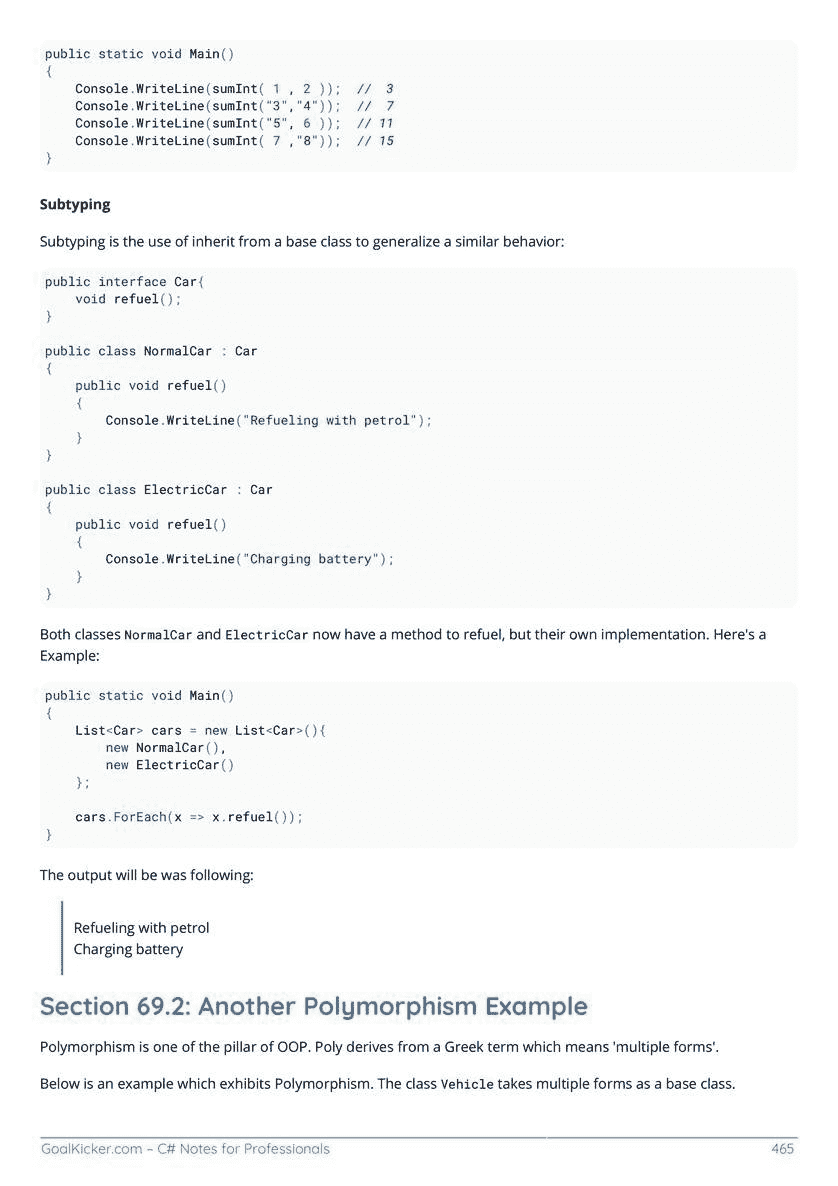 public static void Main()
{
    Console.WriteLine(sumInt( 1 , 2 ));  //  3
    Console.WriteLine(sumInt("3","4"));  //  7
    Console.WriteLine(sumInt("5", 6 ));  // 11
    Console.WriteLine(sumInt( 7 ,"8"));  // 15
}
Subtyping
Subtyping is the use of inherit from a base class to generalize a similar behavior:
public interface Car{
    void refuel();
}
public class NormalCar : Car
{
    public void refuel()
    {
        Console.WriteLine("Refueling with petrol");
    }
}
public class ElectricCar : Car
{
    public void refuel()
    {
        Console.WriteLine("Charging battery");
    }
}
Both classes NormalCar and ElectricCar now have a method to refuel, but their own implementation. Here's a
Example:
public static void Main()
{
    List<Car> cars = new List<Car>(){
        new NormalCar(),
        new ElectricCar()
    };
    cars.ForEach(x => x.refuel());
}
The output will be was following:
Refueling with petrol
Charging battery
Section 69.2: Another Polymorphism Example
Polymorphism is one of the pillar of OOP. Poly derives from a Greek term which means 'multiple forms'.
Below is an example which exhibits Polymorphism. The class Vehicle takes multiple forms as a base class.
GoalKicker.com – C# Notes for Professionals 465